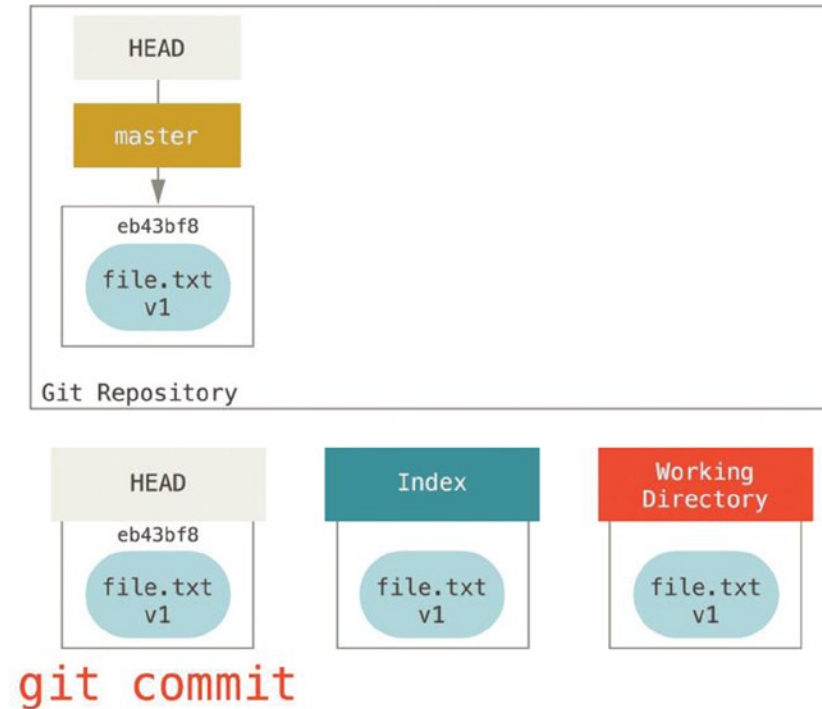 HEAD
master
eb43bf8
file.txt
v1
Git Repository
HEAD
Index
Working
Directory
eb43bf8
file.txt
v1
file.txt
v1
file.txt
v1
git commit